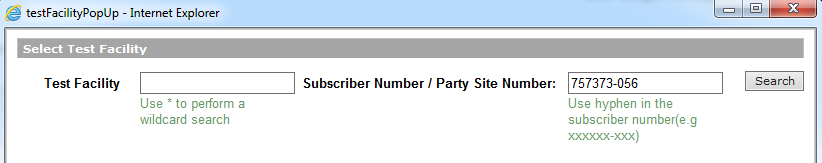 testFacilityPopUp - Internet Explorer
Select Test Facility
Test Facility Subscriber Number / Party Site Number: 757373-056 Search
Use * to perform a
wildcard search
Use hyphen in the
subscriber number(e.g
xxxxxx-xxx)